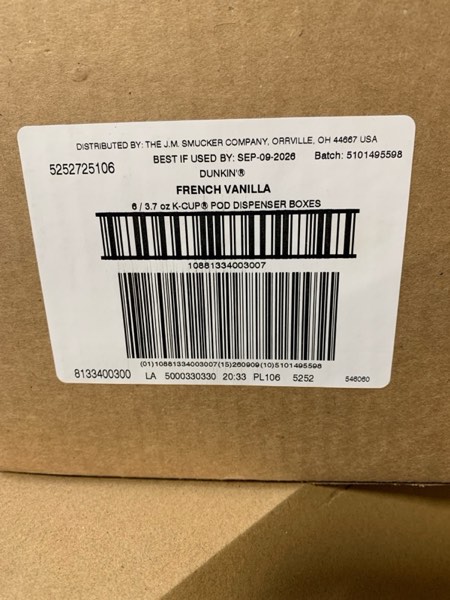 DISTRIBUTED BY: THE J.M. SMUCKER COMPANY, ORRVILLE, OH 44667 USA
BEST IF USED BY: SEP-09-2026 Batch: 5101495598
5252725106
DUNKIN'®
FRENCH VANILLA
6 / 3.7 oz K-CUP® POD DISPENSER BOXES
10881334003007
(01)10881334003007(15)260909(10)5101495598
8133400300 LA 5000330330 20:33 PL106 5252 546060